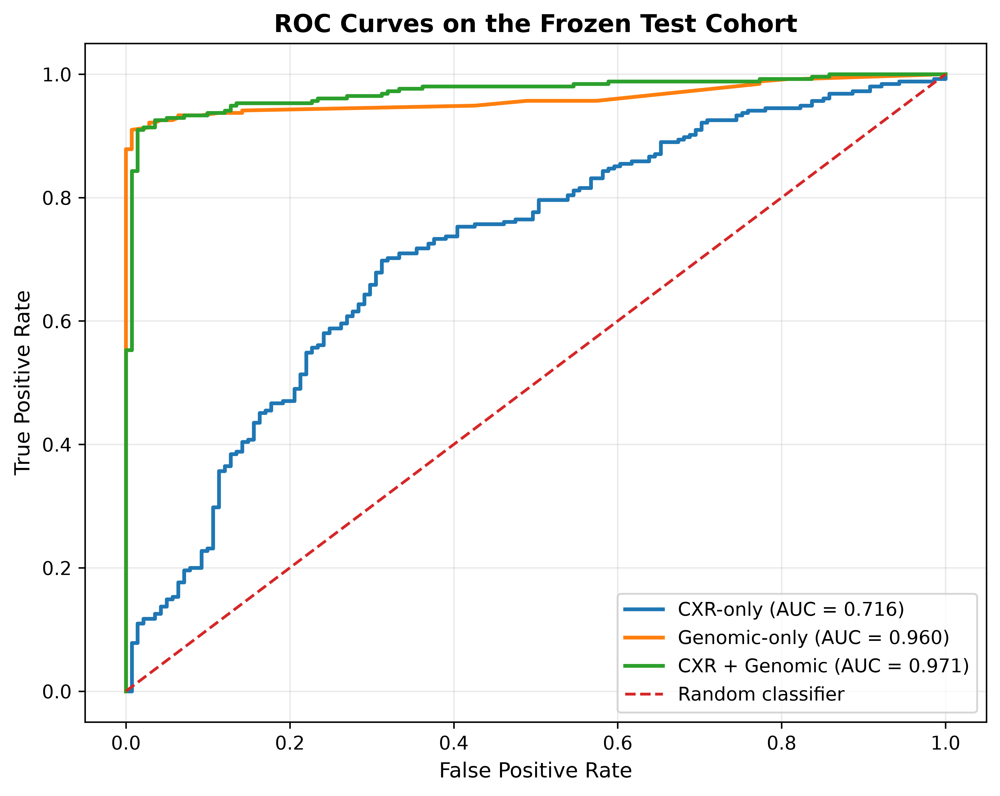 ROC Curves on the Frozen Test Cohort
True Positive Rate
1.0
0.8
0.6
0.4
0.2
0.0
CXR-only (AUC = 0.716)
Genomic-only (AUC = 0.960)
CXR + Genomic (AUC = 0.971)
Random classifier
0.0 0.2 0.4 0.6 0.8 1.0
False Positive Rate